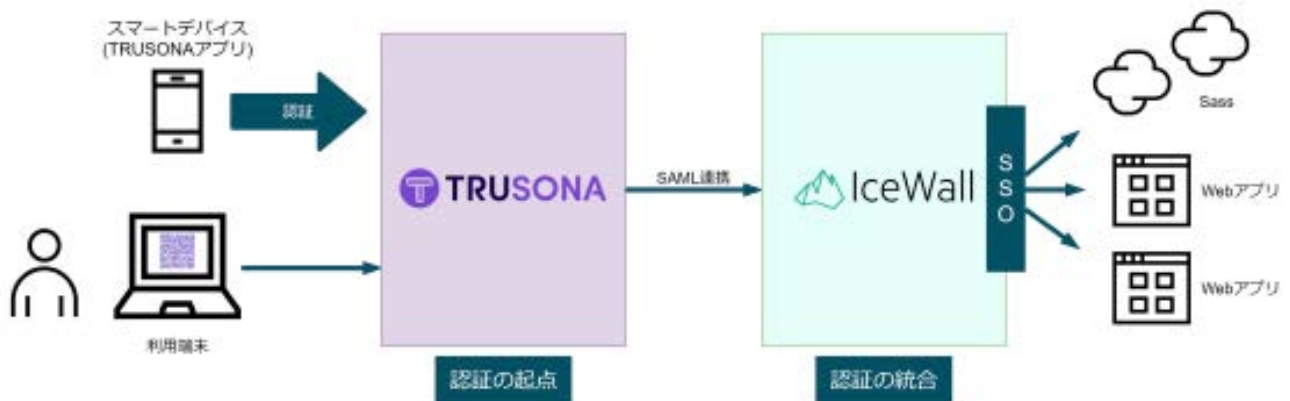 スマートデバイス
(TRUSONAアプリ)
認証
利用端末
TRUSONA
認証の起点
SAML連携
IceWall
認証の統合
SSO
Sass
Webアプリ
Webアプリ